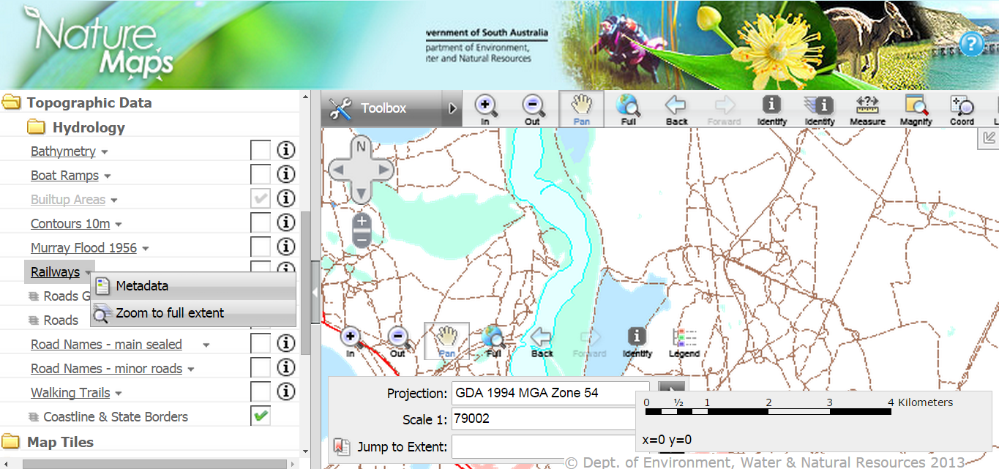 Nature
Maps
vernment of South Australia
partment of Environment,
ter and Natural Resources
?
Topographic Data
Hydrology
Bathymetry
Boat Ramps
Builtup Areas
Contours 10m
Murray Flood 1956
Railways
Metadata
Roads G
Zoom to full extent
Roads
Road Names - main sealed
Road Names - minor roads
Walking Trails
Coastline & State Borders
Map Tiles
Toolbox
In
Out
Pan
Full
Back
Forward
Identify
Identify
Measure
Magnify
Coord
L
N
In
Out
Pan
Full
Back
Forward
Identify
Legend
Projection: GDA 1994 MGA Zone 54
Scale 1: 79002
Jump to Extent:
0 ½ 1 2 3 4 Kilometers
x=0 y=0
© Dept. of Environment, Water & Natural Resources 2013